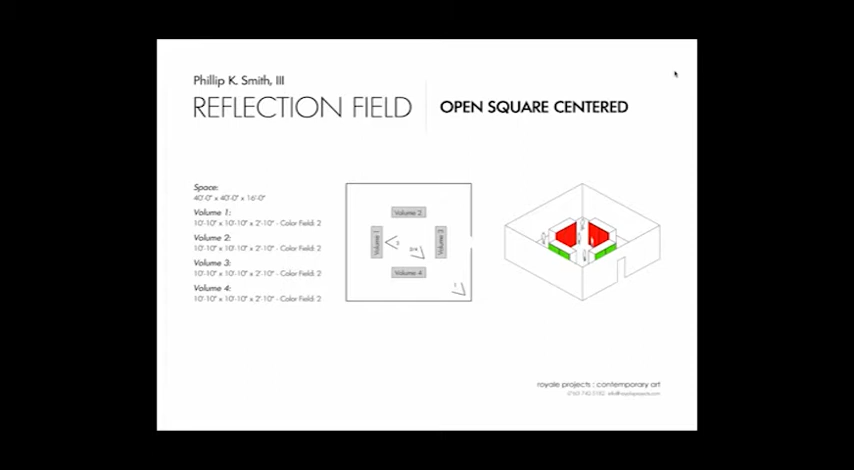 Phillip K. Smith, III
REFLECTION FIELD
OPEN SQUARE CENTERED
Space:
40'-0" x 40'-0" x 16'-0"
Volume 1:
10'-10" x 10'-10" x 2'-10" - Color Field: 2
Volume 2:
10'-10" x 10'-10" x 2'-10" - Color Field: 2
Volume 3:
10'-10" x 10'-10" x 2'-10" - Color Field: 2
Volume 4:
10'-10" x 10'-10" x 2'-10" - Color Field: 2
Volume 2
Volume 1
Volume 3
Volume 4
royale projects : contemporary art